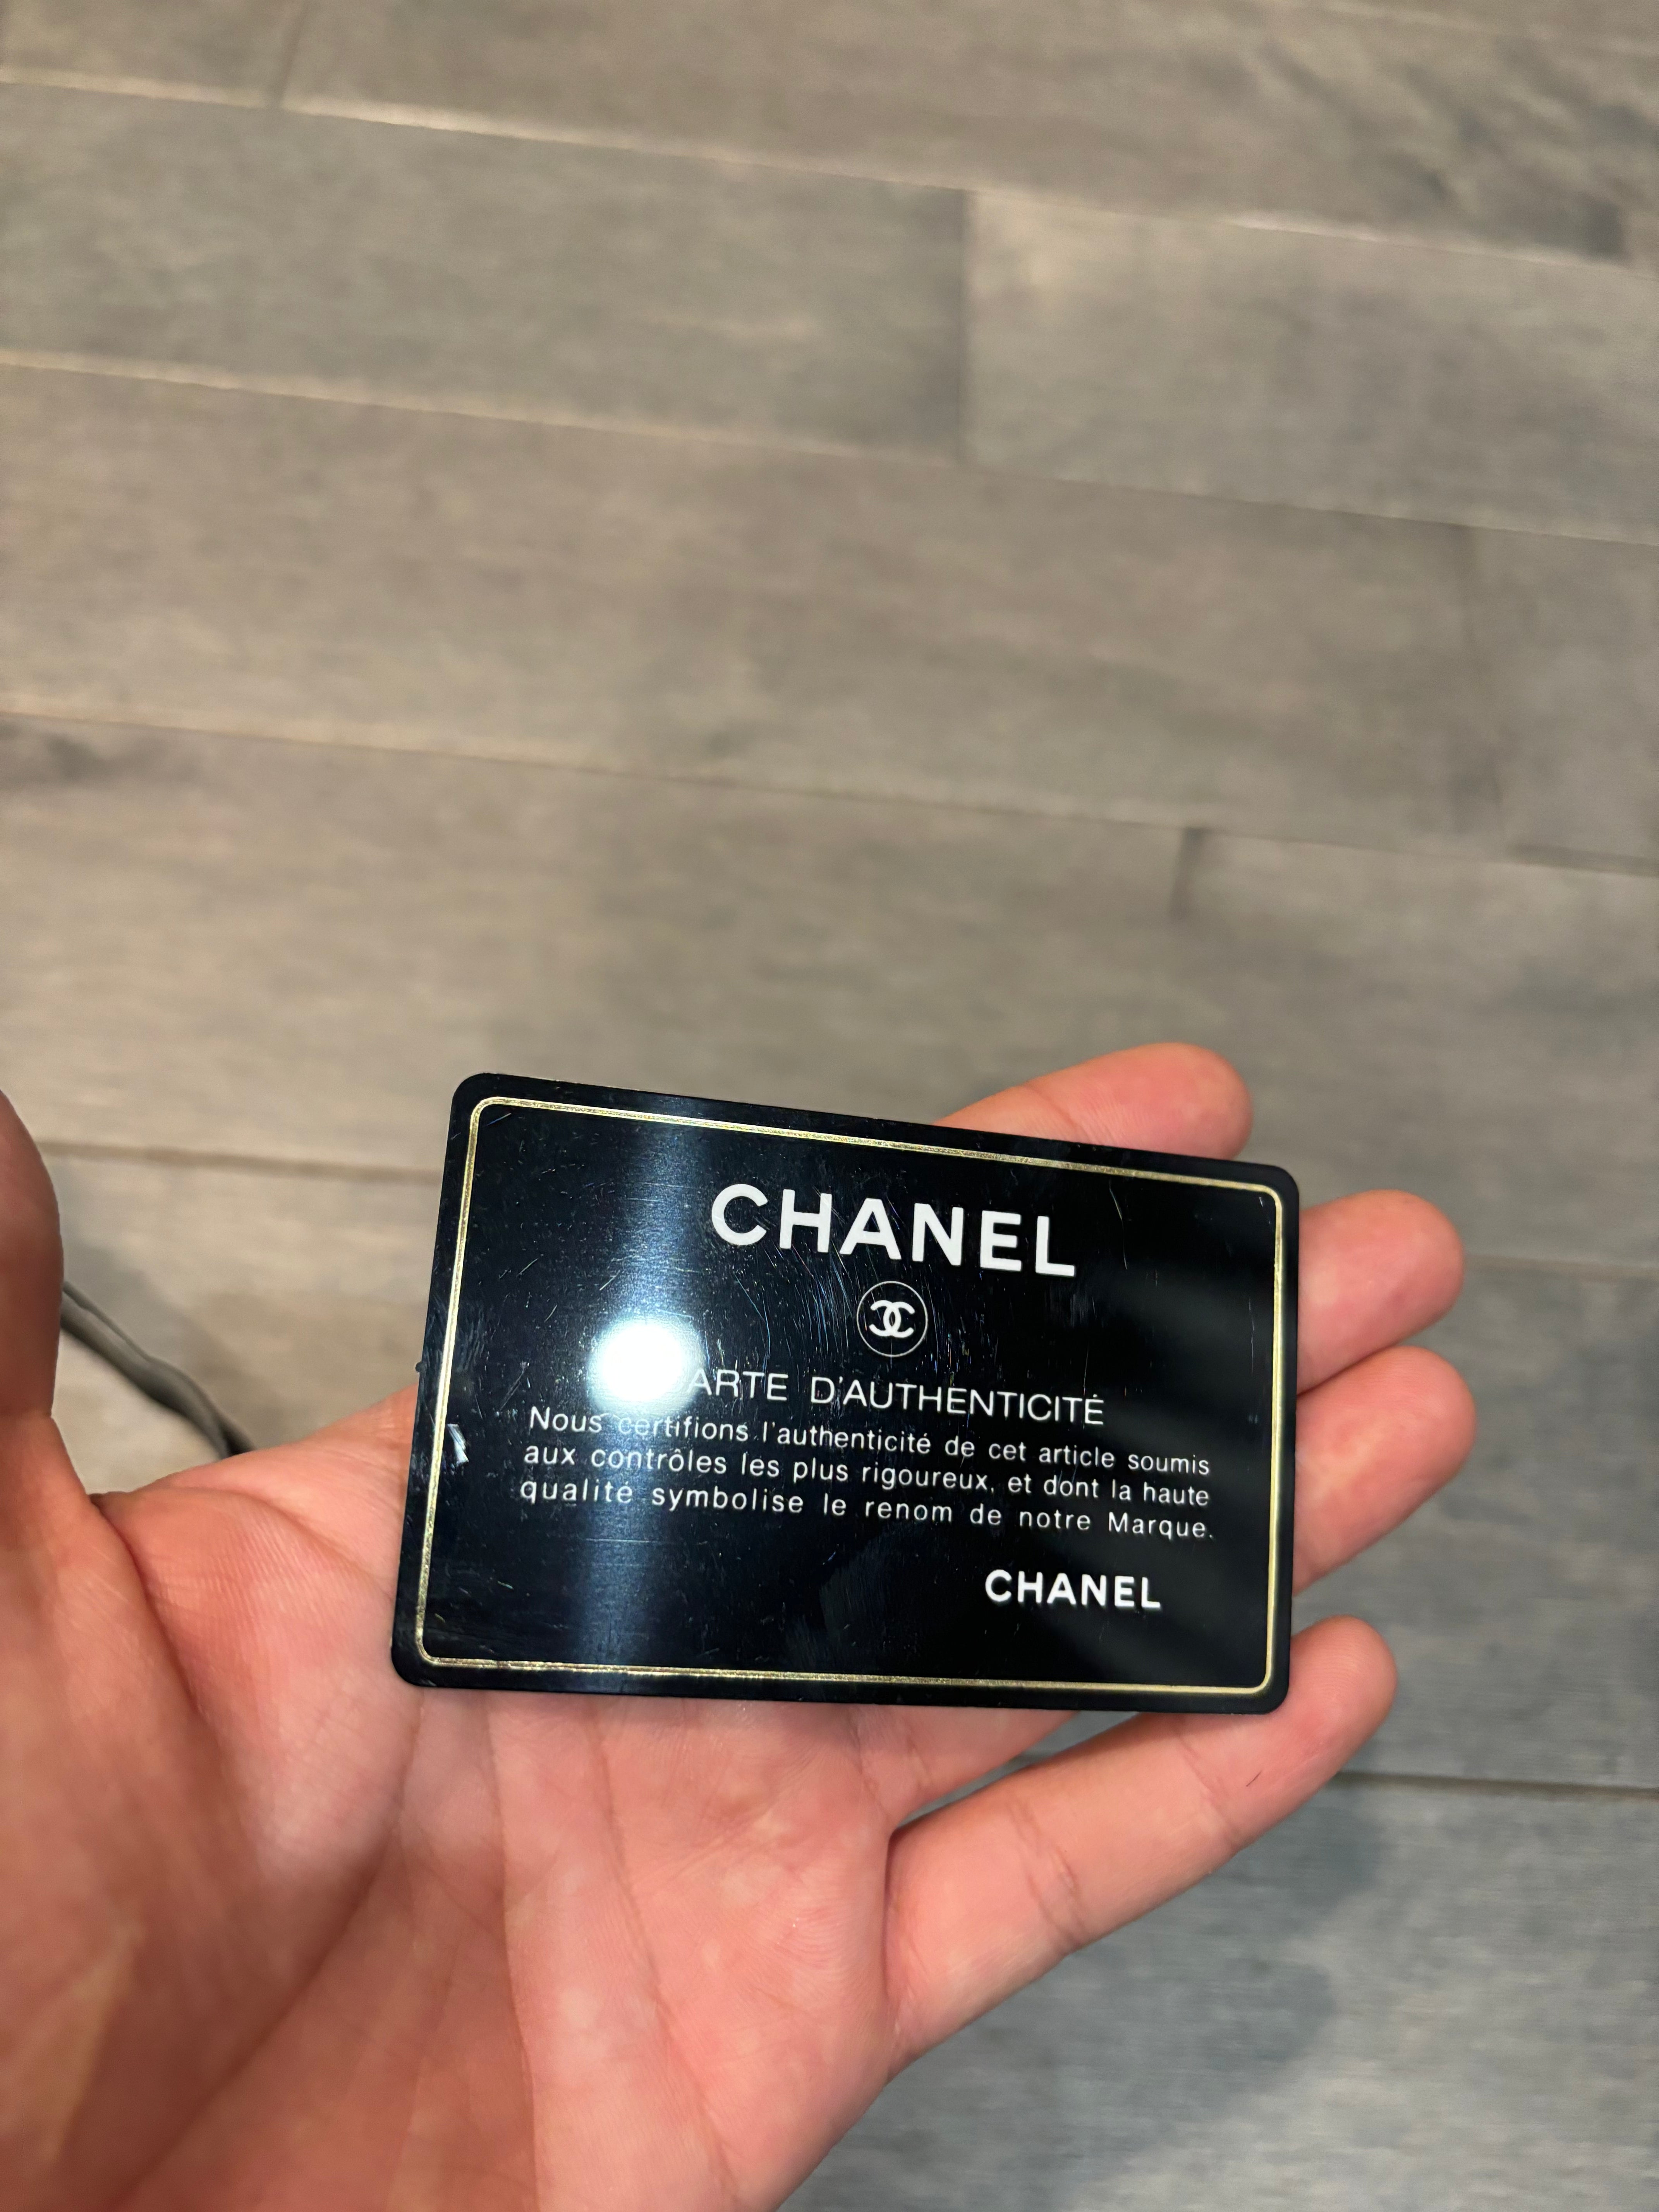 CHANEL
D'AUTHENTICITÉ
Nous certifions l'authenticité de cet article soumis
aux contrôles les plus rigoureux, et dont la haute
qualité symbolise le renom de notre Marque.
CHANEL